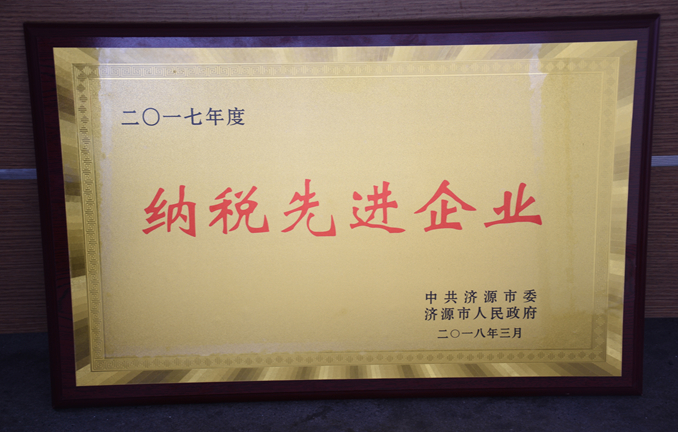 二〇一七年度
纳税先进企业
中共济源市委
济源市人民政府
二〇一八年三月